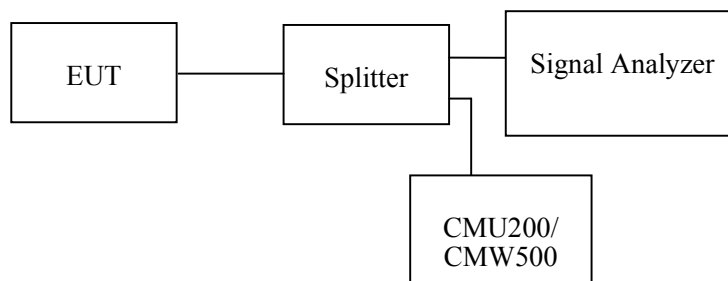 EUT
Splitter
Signal Analyzer
CMU200/
CMW500